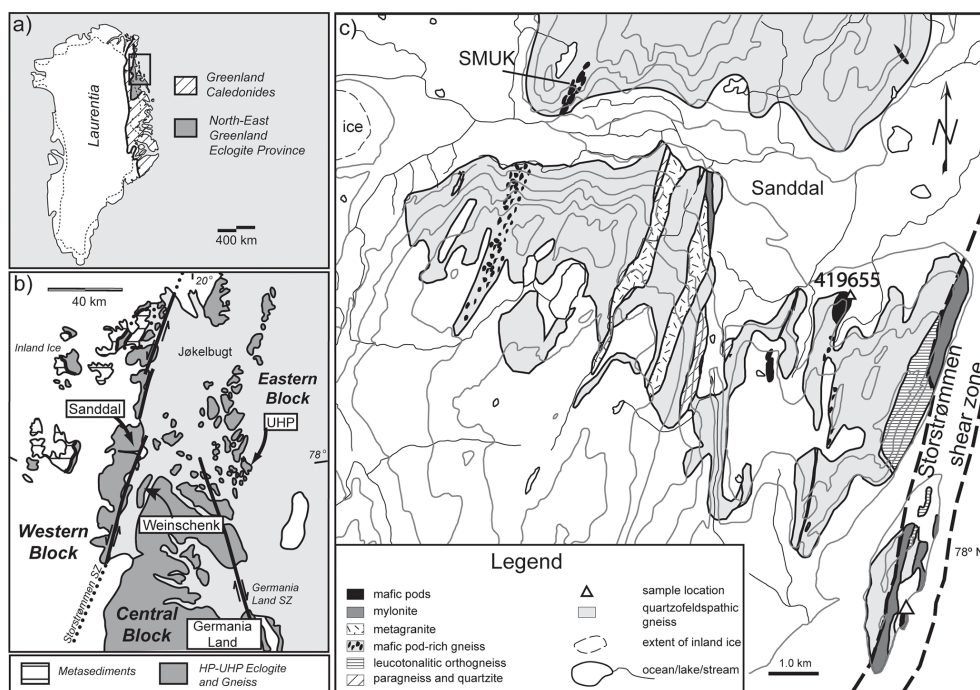 a)
Laurentia
Greenland
Caledonides
North-East
Greenland
Eclogite Province
400 km
b)
40 km
20°
Inland Ice
Jøkelbugt
Eastern
Block
UHP
Sanddal
78°
Western
Block
Weinschenk
Storstrømmen SZ
Central
Block
Germania
Land SZ
Germania
Land
Metasediments
HP-UHP Eclogite
and Gneiss
c)
SMUK
ice
N
Sanddal
419655
Storstrømmen
shear zone
78° N
Legend
mafic pods
mylonite
metagranite
mafic pod-rich gneiss
leucotonalitic orthogneiss
paragneiss and quartzite
sample location
quartzofeldspathic
gneiss
extent of inland ice
ocean/lake/stream
1.0 km